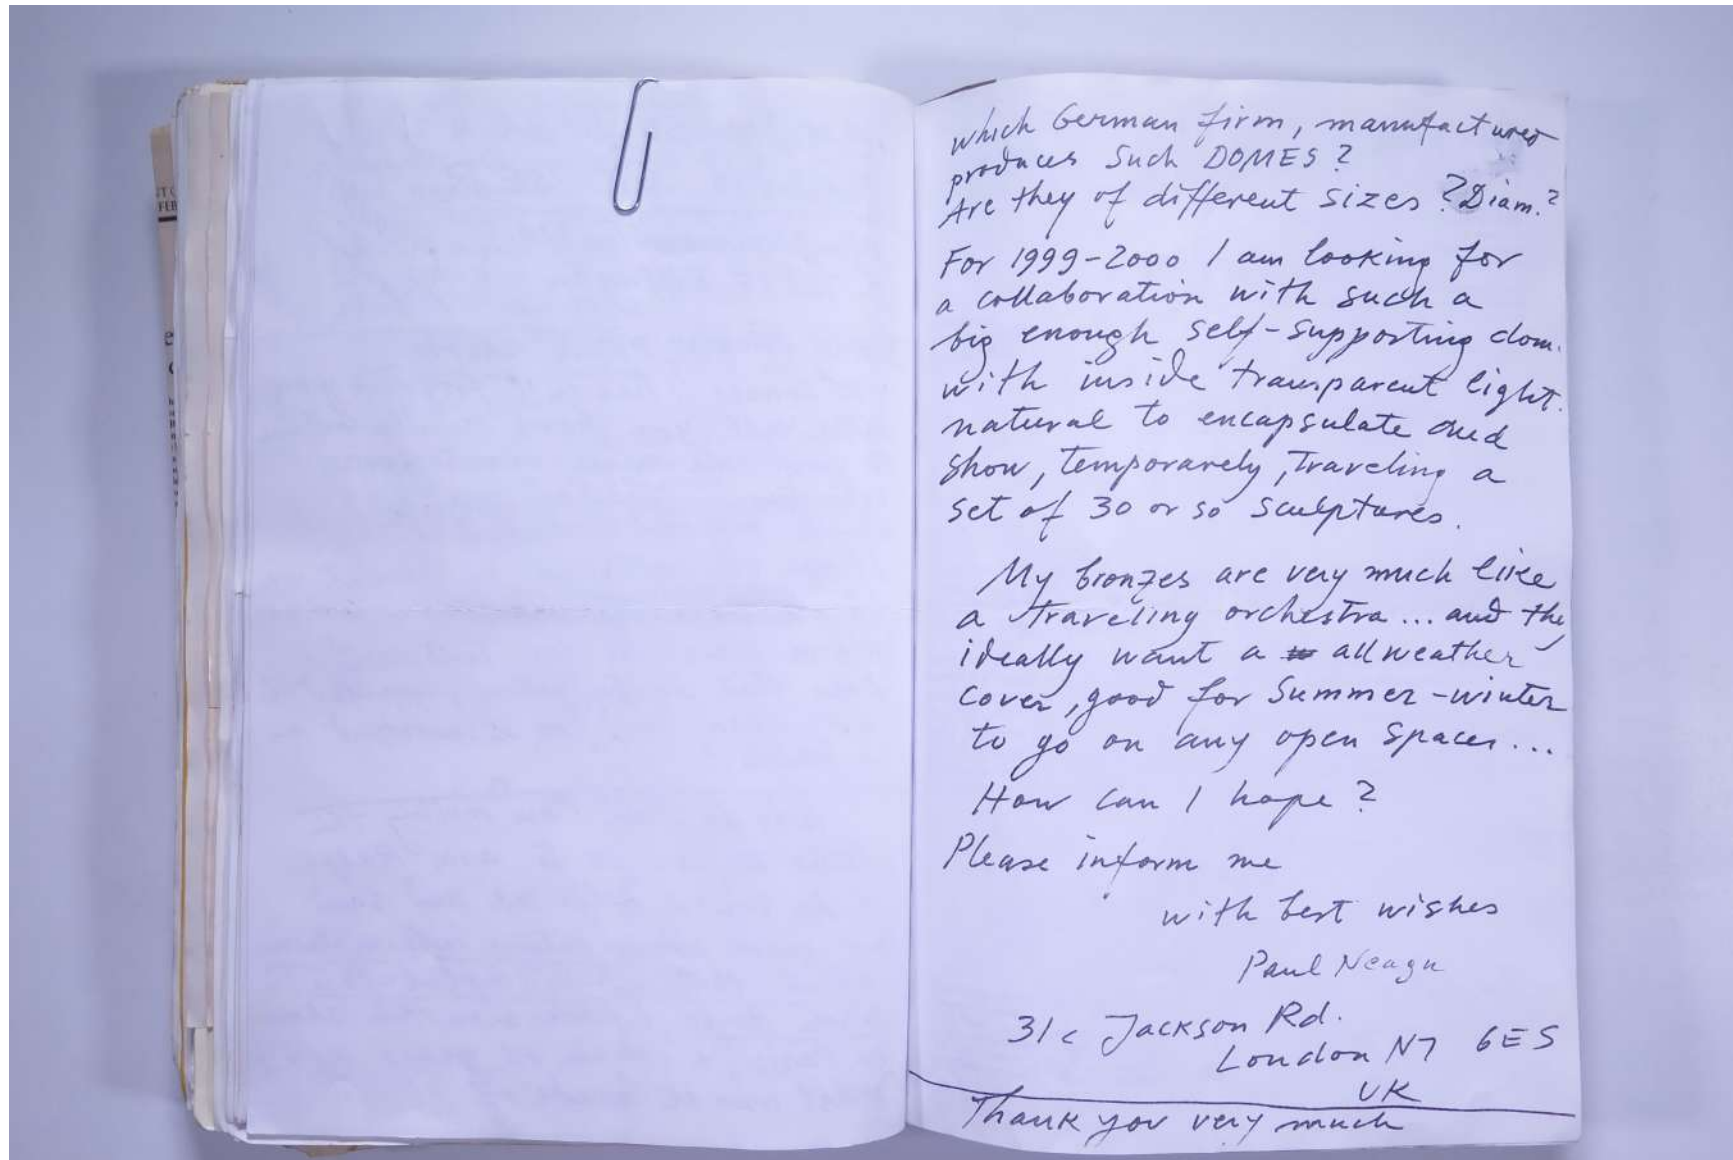 which German firm, manufactures
produces such DOMES?
Are they of different sizes? Diam.?
For 1999-2000 I am looking for
a collaboration with such a
big enough self-supporting dom.
with inside transparent light.
natural to encapsulate and
show, temporarely, traveling a
set of 30 or so sculptures.
My bronzes are very much like
a traveling orchestra... and they
ideally want a all weather
cover, good for Summer-winter
to go on any open spaces...
How can I hope?
Please inform me
with best wishes
Paul Neagu
31c Jackson Rd.
London N7 6ES
UK
Thank you very much